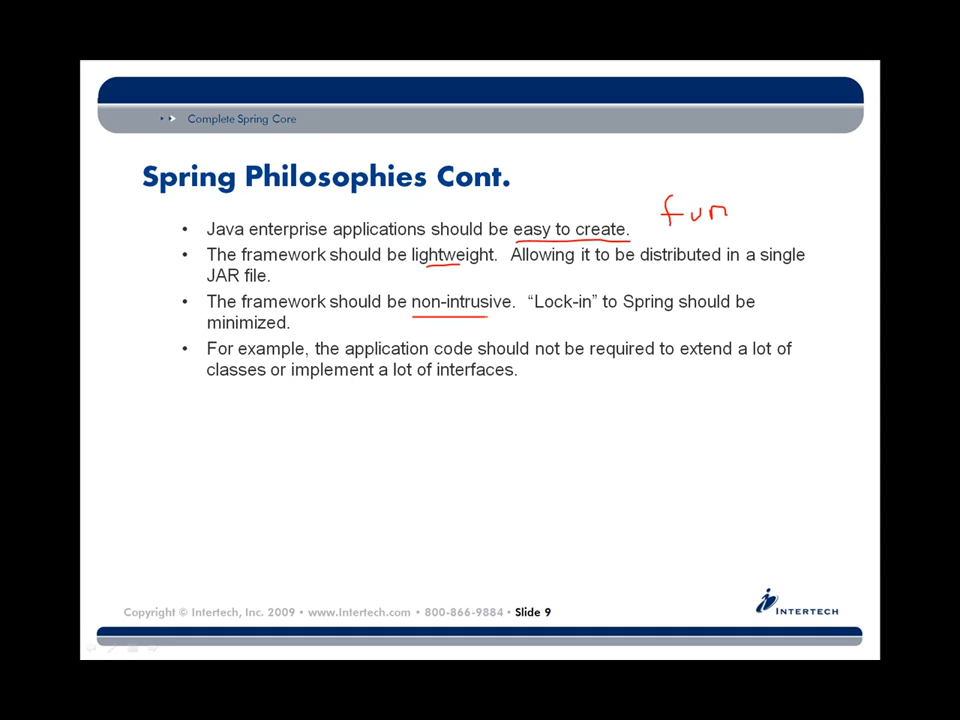 Complete Spring Core
Spring Philosophies Cont.
fun
• Java enterprise applications should be easy to create.
• The framework should be lightweight. Allowing it to be distributed in a single
JAR file.
• The framework should be non-intrusive. “Lock-in” to Spring should be
minimized.
• For example, the application code should not be required to extend a lot of
classes or implement a lot of interfaces.
Copyright © Intertech, Inc. 2009 • www.Intertech.com • 800-866-9884 • Slide 9
INTERTECH